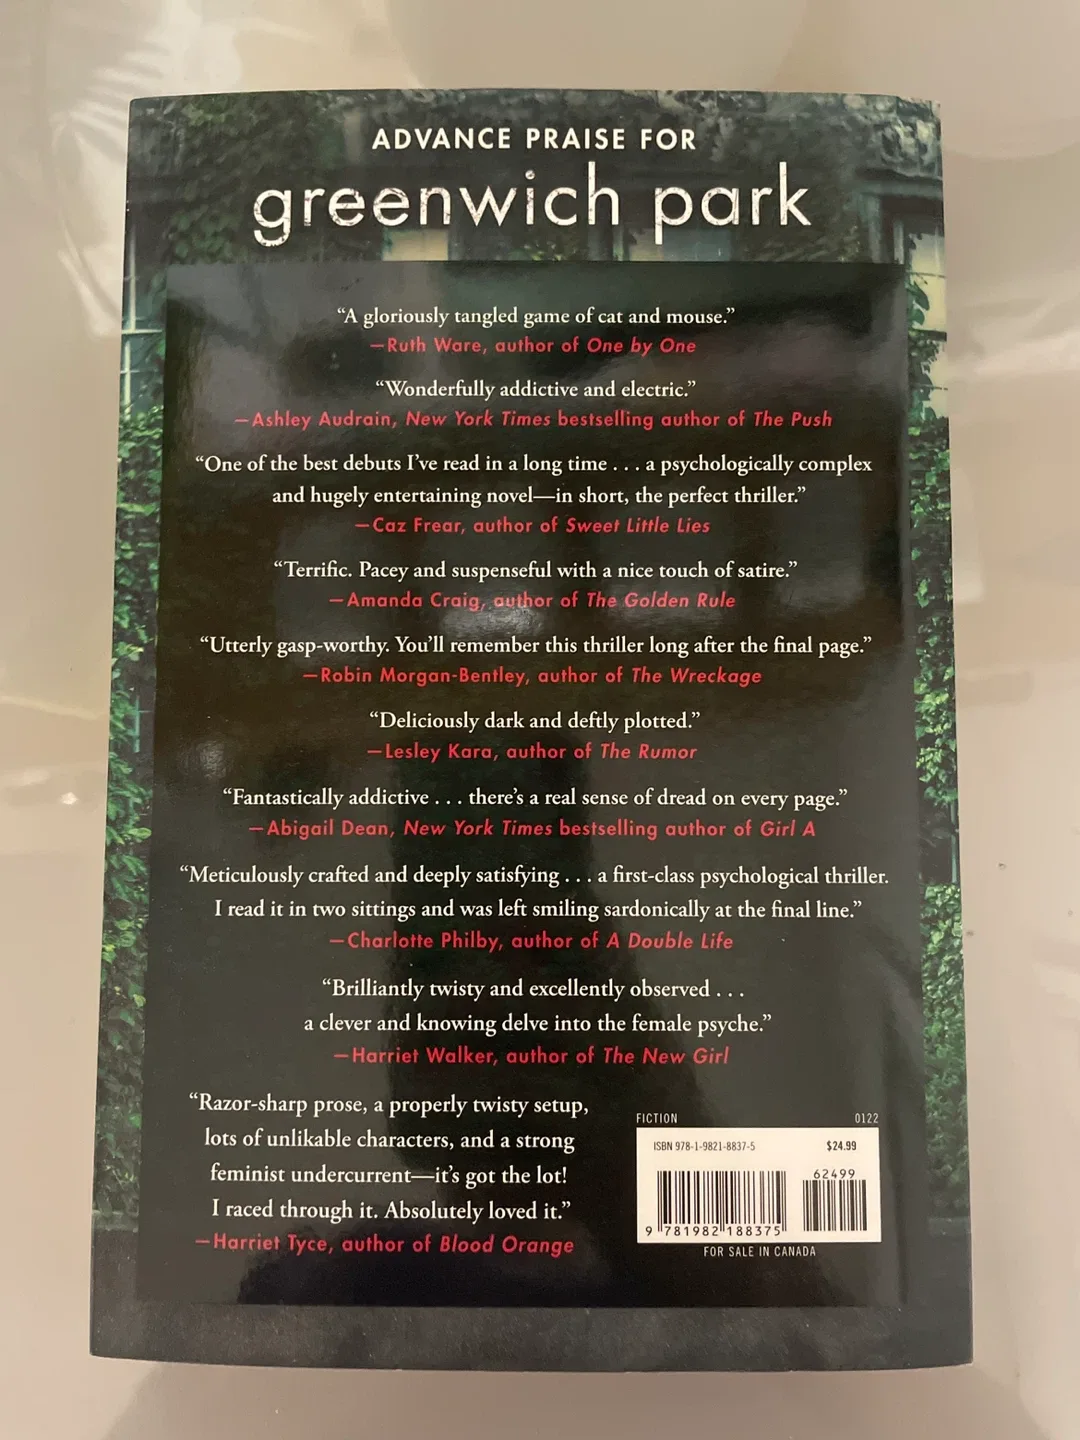 ADVANCE PRAISE FOR
greenwich park
“A gloriously tangled game of cat and mouse.”
—Ruth Ware, author of One by One
“Wonderfully addictive and electric.”
—Ashley Audrain, New York Times bestselling author of The Push
“One of the best debuts I’ve read in a long time . . . a psychologically complex
and hugely entertaining novel—in short, the perfect thriller.”
—Caz Frear, author of Sweet Little Lies
“Terrific. Pacey and suspenseful with a nice touch of satire.”
—Amanda Craig, author of The Golden Rule
“Utterly gasp-worthy. You’ll remember this thriller long after the final page.”
—Robin Morgan-Bentley, author of The Wreckage
“Deliciously dark and deftly plotted.”
—Lesley Kara, author of The Rumor
“Fantastically addictive . . . there’s a real sense of dread on every page.”
—Abigail Dean, New York Times bestselling author of Girl A
“Meticulously crafted and deeply satisfying . . . a first-class psychological thriller.
I read it in two sittings and was left smiling sardonically at the final line.”
—Charlotte Philby, author of A Double Life
“Brilliantly twisty and excellently observed . . .
a clever and knowing delve into the female psyche.”
—Harriet Walker, author of The New Girl
“Razor-sharp prose, a properly twisty setup,
lots of unlikable characters, and a strong
feminist undercurrent—it’s got the lot!
I raced through it. Absolutely loved it.”
—Harriet Tyce, author of Blood Orange
FICTION 0122
ISBN 978-1-9821-8837-5 $24.99
62499
9 781982 188375
FOR SALE IN CANADA